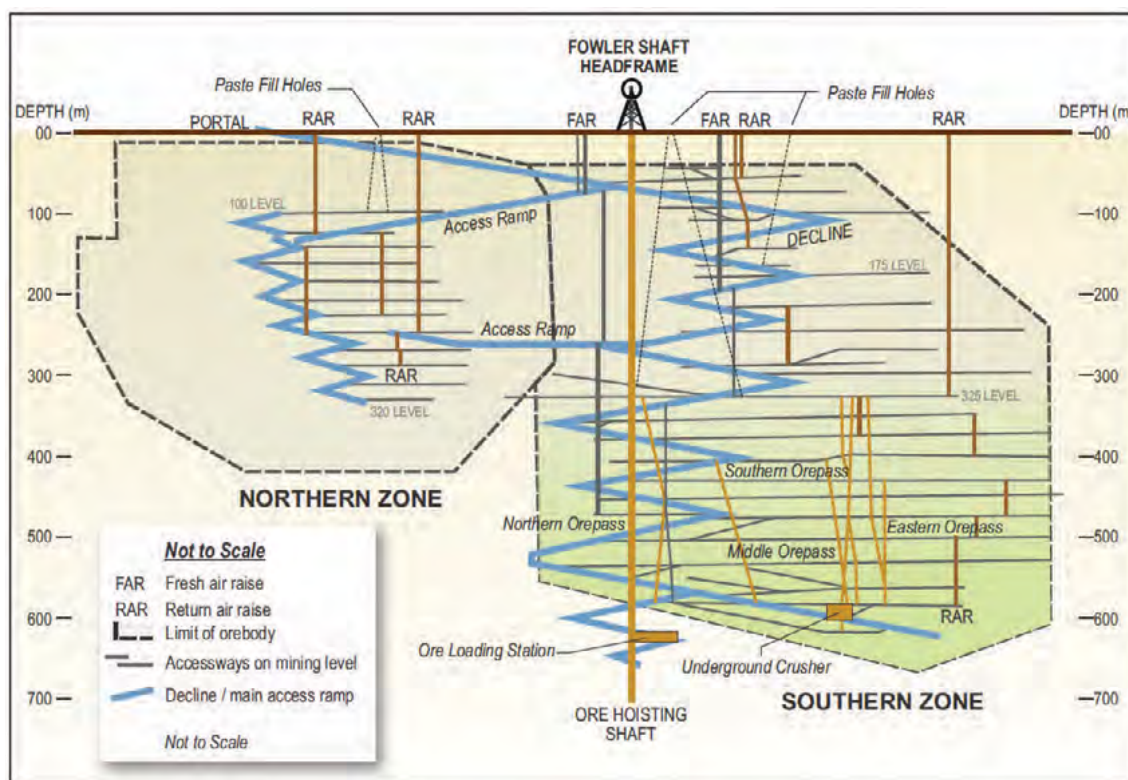 FOWLER SHAFT
HEADFRAME
Paste Fill Holes
Paste Fill Holes
DEPTH (m)
PORTAL
RAR
RAR
FAR
FAR
RAR
RAR
DEPTH (m)
00
00
100
100 LEVEL
Access Ramp
DECLINE
100
175 LEVEL
200
200
Access Ramp
300
RAR
300
320 LEVEL
325 LEVEL
400
400
Southern Orepass
NORTHERN ZONE
Northern Orepass
Eastern Orepass
500
Middle Orepass
500
Not to Scale
FAR Fresh air raise
RAR Return air raise
Limit of orebody
Accessways on mining level
Decline / main access ramp
Not to Scale
600
600
RAR
Ore Loading Station
Underground Crusher
700
SOUTHERN ZONE
700
ORE HOISTING
SHAFT